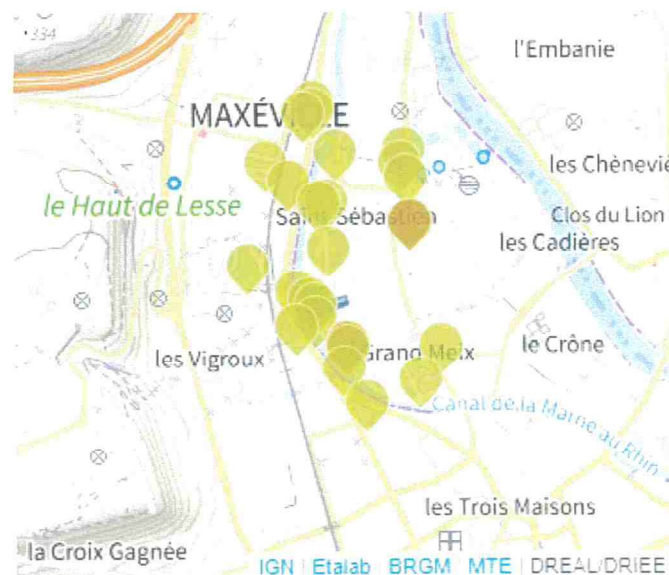 334
l'Embanie
MAXÉVILLE
les Chènevié
le Haut de Lesse
Saint Sébastien
Clos du Lion
les Cadières
les Vigroux
Grand Meix
le Crône
Canal de la Marne au Rhin
les Trois Maisons
la Croix Gagnée
IGN | Etalab | BRGM | MTE | DREAL/DRIEE